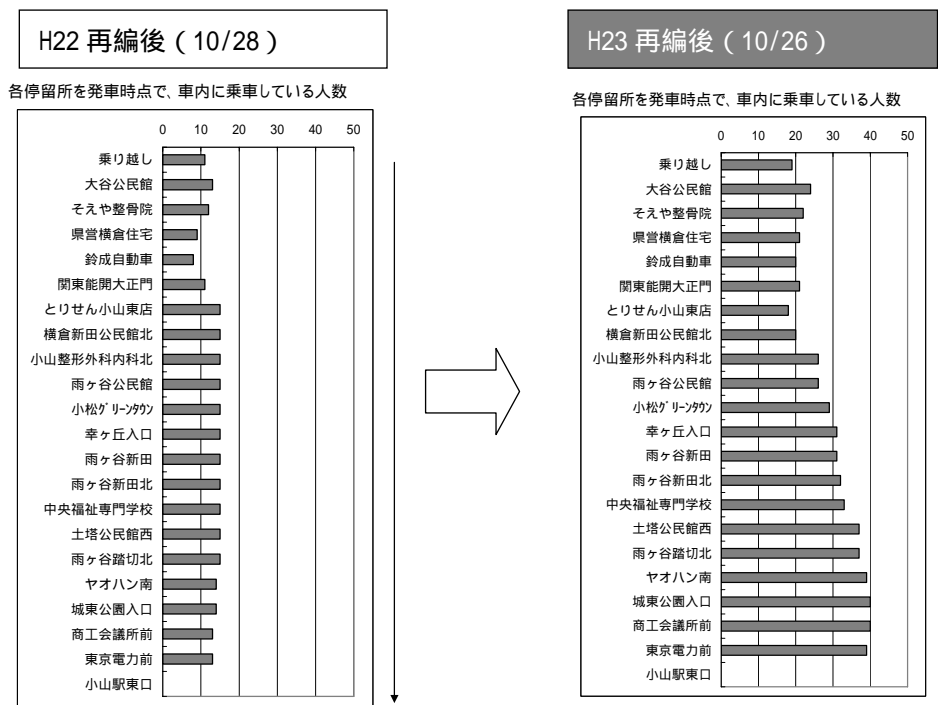 H22 再編後（10/28）
各停留所を発車時点で、車内に乗車している人数
0 10 20 30 40 50
乗り越し
大谷公民館
そえや整骨院
県営横倉住宅
鈴成自動車
関東能開大正門
とりせん小山東店
横倉新田公民館北
小山整形外科内科北
雨ヶ谷公民館
小松ｸﾞﾘｰﾝﾀｳﾝ
幸ヶ丘入口
雨ヶ谷新田
雨ヶ谷新田北
中央福祉専門学校
土塔公民館西
雨ヶ谷踏切北
ヤオハン南
城東公園入口
商工会議所前
東京電力前
小山駅東口
H23 再編後（10/26）
各停留所を発車時点で、車内に乗車している人数
0 10 20 30 40 50
乗り越し
大谷公民館
そえや整骨院
県営横倉住宅
鈴成自動車
関東能開大正門
とりせん小山東店
横倉新田公民館北
小山整形外科内科北
雨ヶ谷公民館
小松ｸﾞﾘｰﾝﾀｳﾝ
幸ヶ丘入口
雨ヶ谷新田
雨ヶ谷新田北
中央福祉専門学校
土塔公民館西
雨ヶ谷踏切北
ヤオハン南
城東公園入口
商工会議所前
東京電力前
小山駅東口